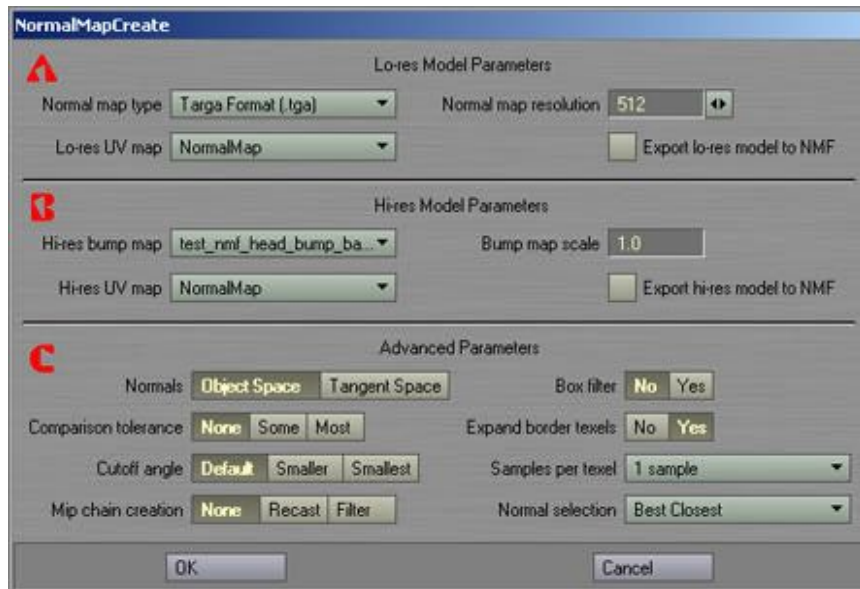 NormalMapCreate
A
Lo-res Model Parameters
Normal map type Targa Format (.tga) Normal map resolution 512
Lo-res UV map NormalMap Export lo-res model to NMF
B
Hi-res Model Parameters
Hi-res bump map test_nmf_head_bump_ba... Bump map scale 1.0
Hi-res UV map NormalMap Export hi-res model to NMF
C
Advanced Parameters
Normals Object Space Tangent Space Box filter No Yes
Comparison tolerance None Some Most Expand border texels No Yes
Cutoff angle Default Smaller Smallest Samples per texel 1 sample
Mip chain creation None Recast Filter Normal selection Best Closest
OK Cancel